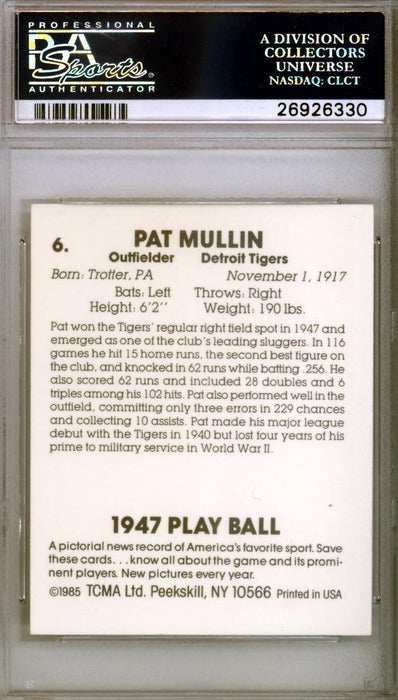 PROFESSIONAL
PSA
Sports®
AUTHENTICATOR
A DIVISION OF
COLLECTORS
UNIVERSE
NASDAQ: CLCT
26926330
6.
PAT MULLIN
Outfielder Detroit Tigers
Born: Trotter, PA November 1, 1917
Bats: Left Throws: Right
Height: 6'2" Weight: 190 lbs.
Pat won the Tigers' regular right field spot in 1947 and
emerged as one of the club's leading sluggers. In 116
games he hit 15 home runs, the second best figure on
the club, and knocked in 62 runs while batting .256. He
also scored 62 runs and included 28 doubles and 6
triples among his 102 hits. Pat also performed well in the
outfield, committing only three errors in 229 chances
and collecting 10 assists. Pat made his major league
debut with the Tigers in 1940 but lost four years of his
prime to military service in World War II.
1947 PLAY BALL
A pictorial news record of America's favorite sport. Save
these cards...know all about the game and its promi-
nent players. New pictures every year.
©1985 TCMA Ltd. Peekskill, NY 10566 Printed in USA